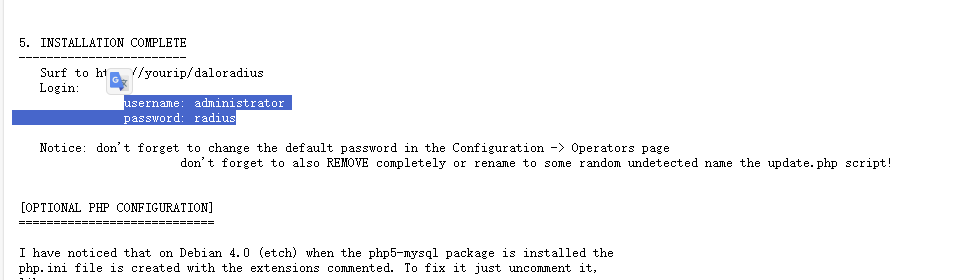 5. INSTALLATION COMPLETE
------------------------
Surf to ht //yourip/daloradius
Login:
username: administrator
password: radius
Notice: don't forget to change the default password in the Configuration -> Operators page
don't forget to also REMOVE completely or rename to some random undetected name the update.php script!
[OPTIONAL PHP CONFIGURATION]
============================
I have noticed that on Debian 4.0 (etch) when the php5-mysql package is installed the
php.ini file is created with the extensions commented. To fix it just uncomment it,